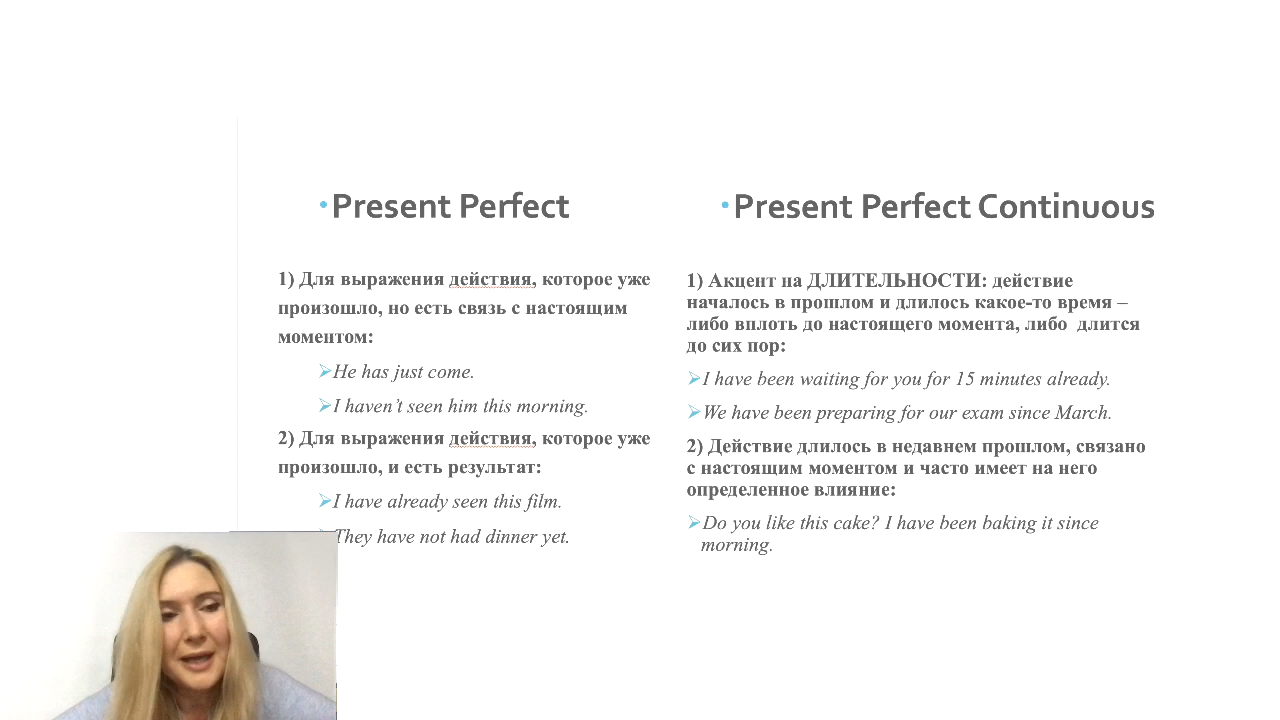 Present Perfect
1) Для выражения действия, которое уже
произошло, но есть связь с настоящим
моментом:
He has just come.
I haven’t seen him this morning.
2) Для выражения действия, которое уже
произошло, и есть результат:
I have already seen this film.
They have not had dinner yet.
Present Perfect Continuous
1) Акцент на ДЛИТЕЛЬНОСТИ: действие
началось в прошлом и длилось какое-то время –
либо вплоть до настоящего момента, либо длится
до сих пор:
I have been waiting for you for 15 minutes already.
We have been preparing for our exam since March.
2) Действие длилось в недавнем прошлом, связано
с настоящим моментом и часто имеет на него
определенное влияние:
Do you like this cake? I have been baking it since
morning.